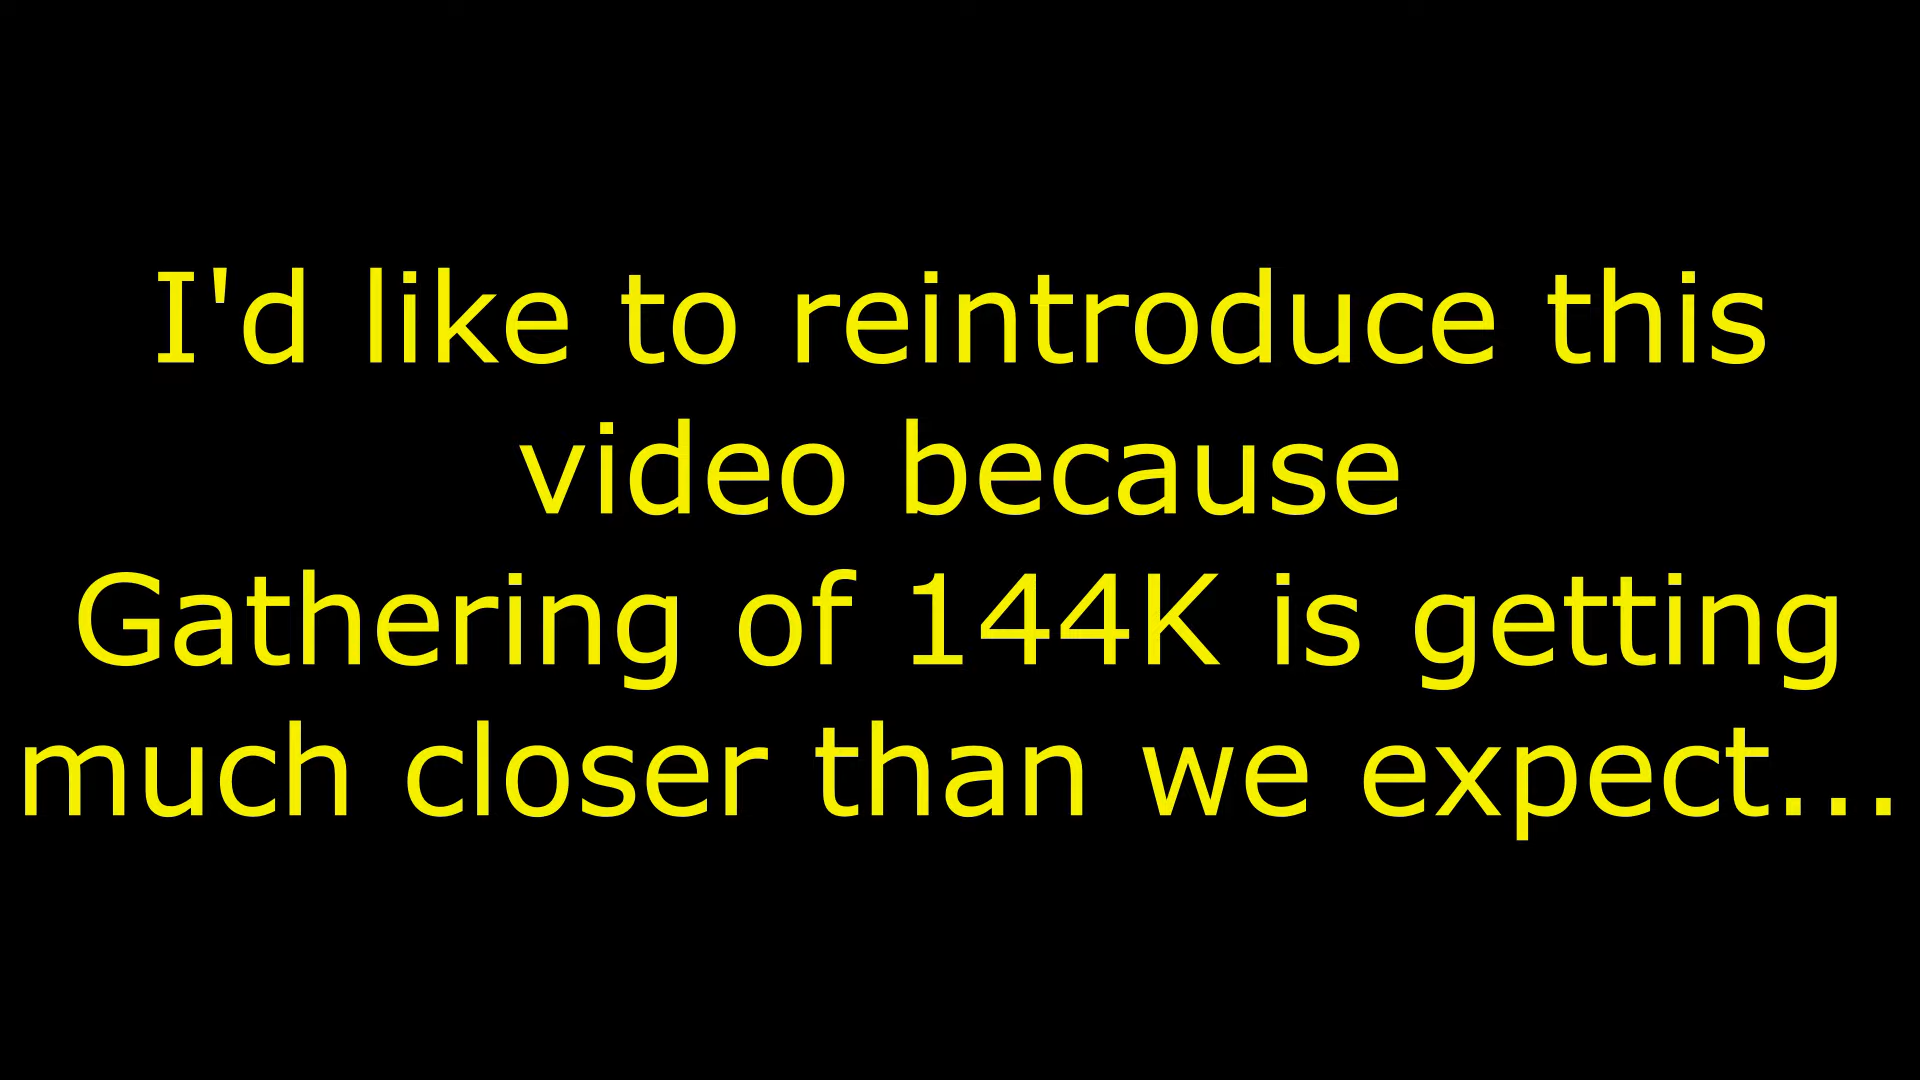 I'd like to reintroduce this
video because
Gathering of 144K is getting
much closer than we expect...